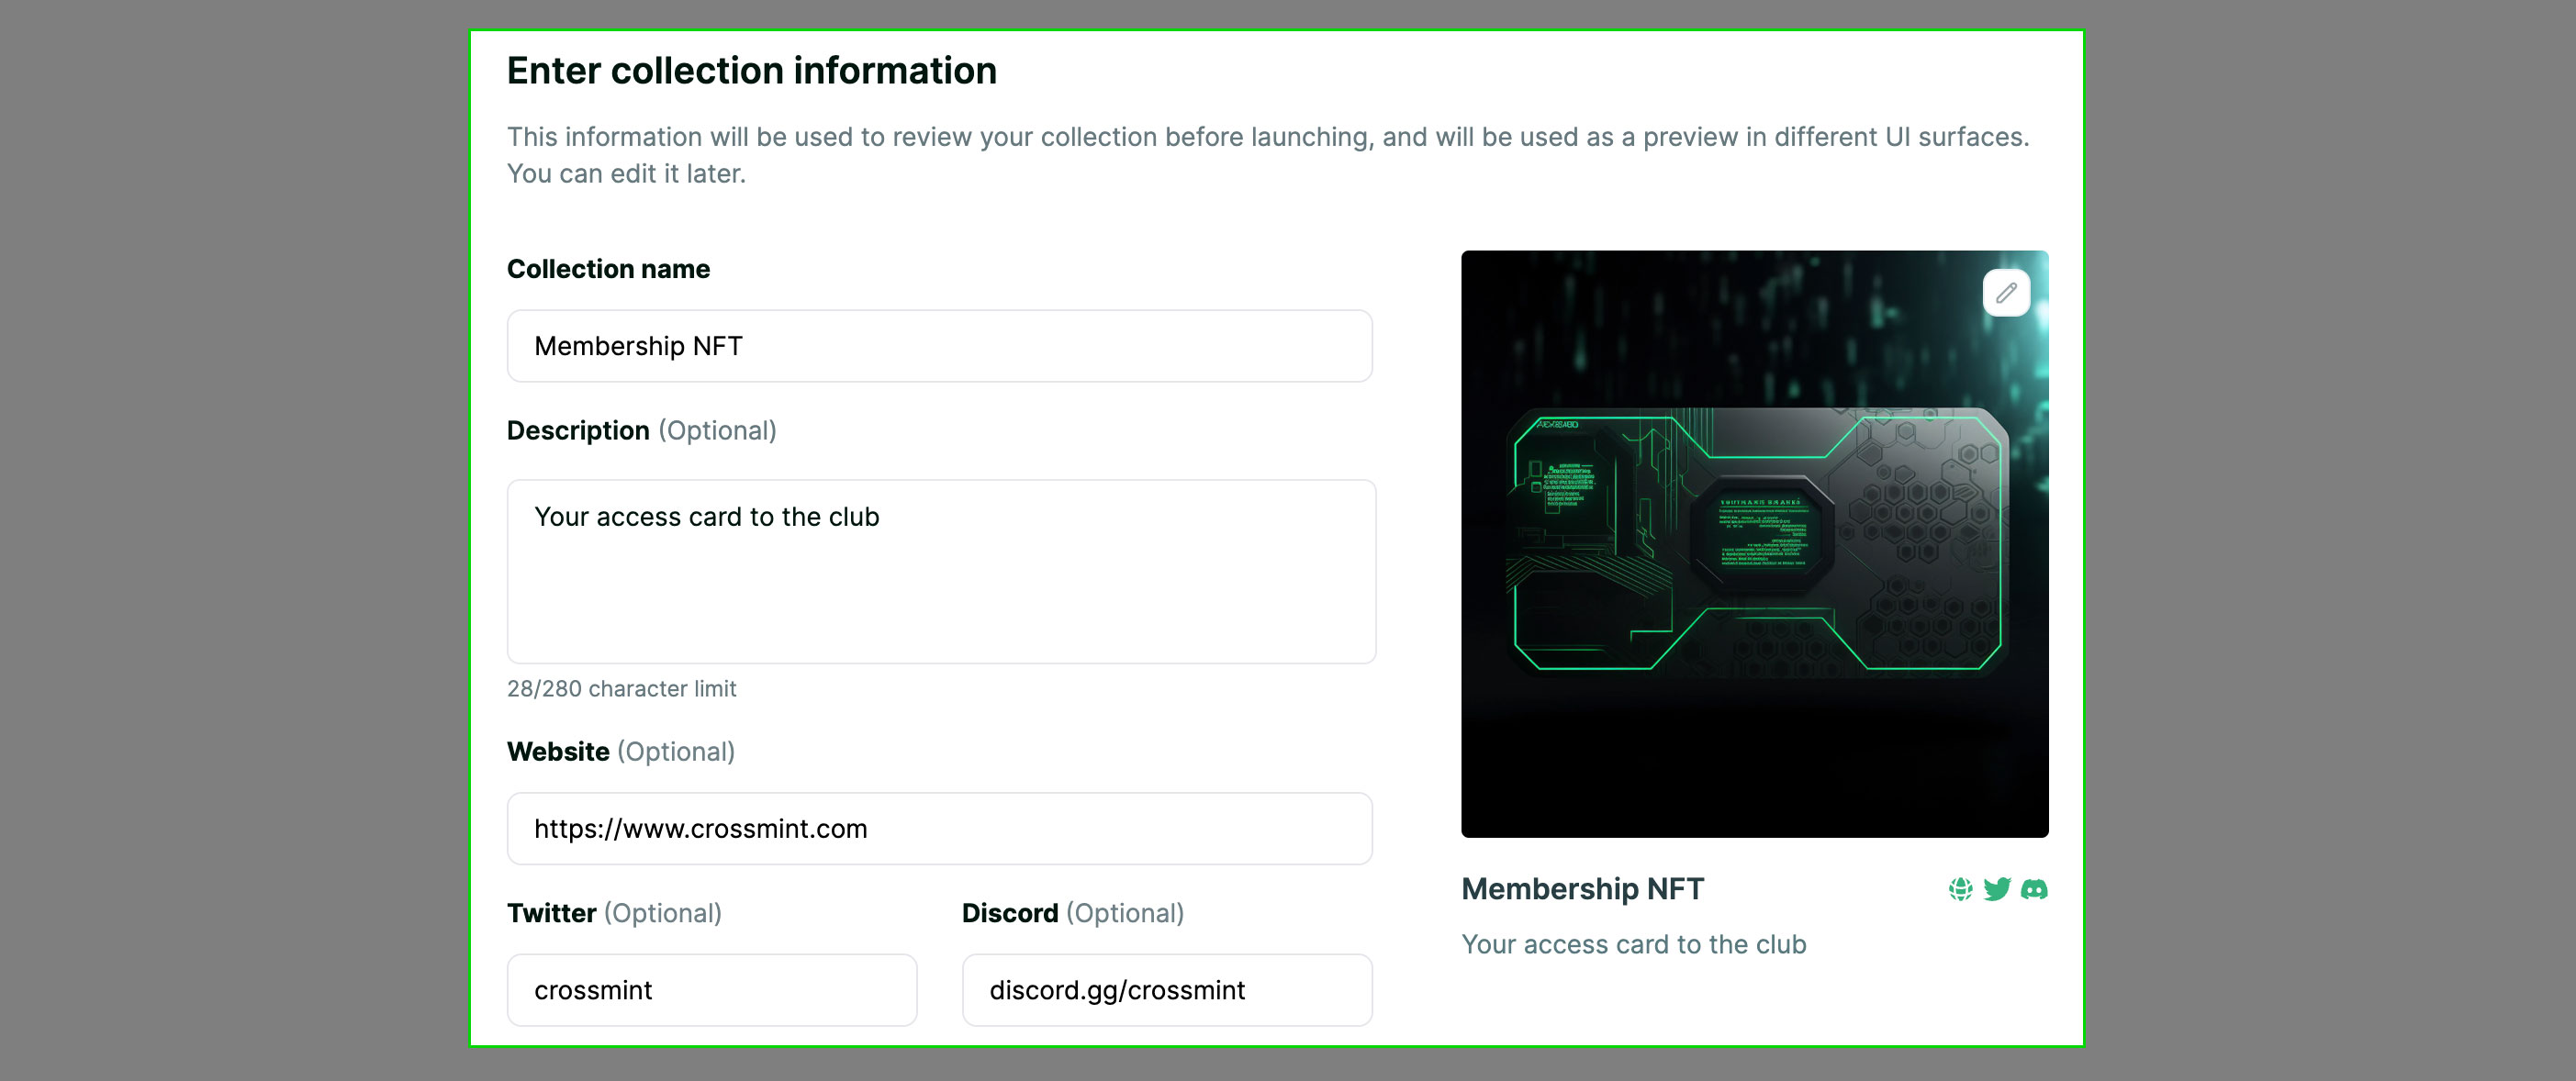 Enter collection information
This information will be used to review your collection before launching, and will be used as a preview in different UI surfaces.
You can edit it later.
Collection name
Membership NFT
Description (Optional)
Your access card to the club
28/280 character limit
Website (Optional)
https://www.crossmint.com
Twitter (Optional)
Discord (Optional)
crossmint
discord.gg/crossmint
Membership NFT
Your access card to the club